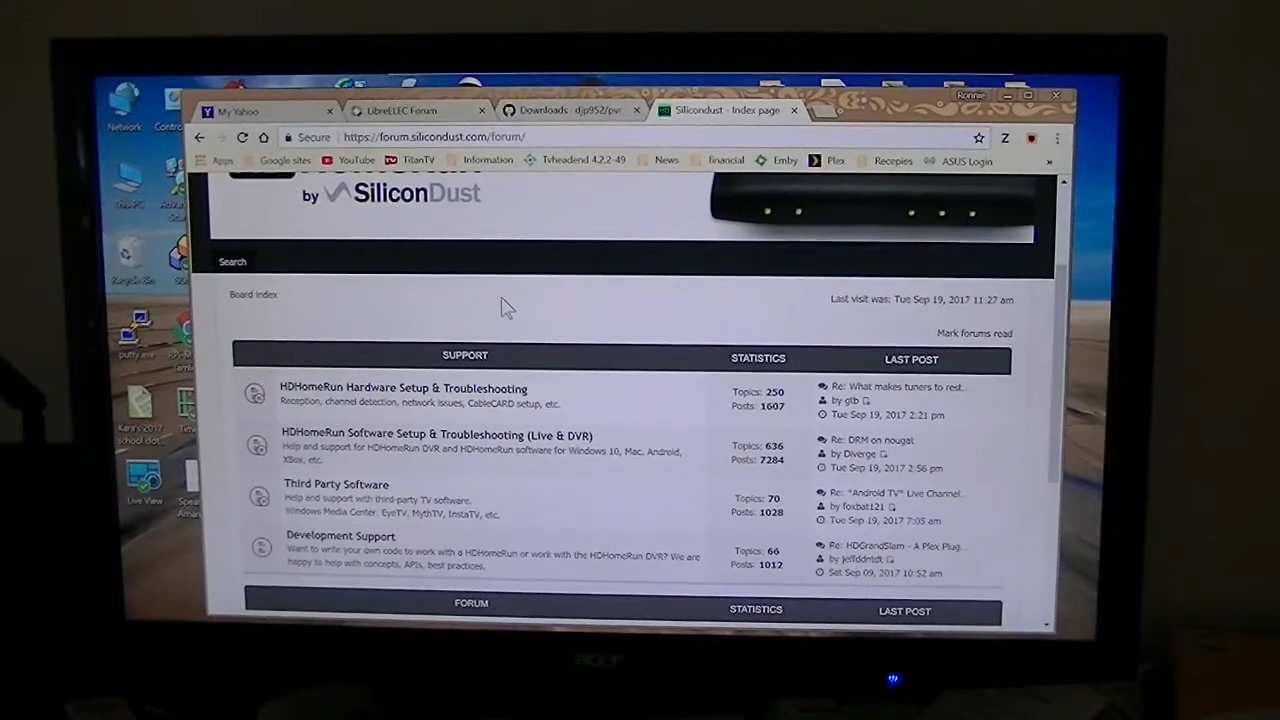 Ronnie
My Yahoo
LibreELEC Forum
Downloads · djp952/pvr
Silicondust - Index page
Secure
https://forum.silicondust.com/forum/
Z
Apps
Google sites
YouTube
TitanTV
Information
Tvheadend 4.2.2-49
News
financial
Emby
Plex
Recepies
ASUS Login
»
Network
This PC
Recycle Bin
putty.exe
Kara's 2017
school doc...
Live View
by SiliconDust
Search
Board index
Last visit was: Tue Sep 19, 2017 11:27 am
Mark forums read
SUPPORT STATISTICS LAST POST
HDHomeRun Hardware Setup & Troubleshooting
Reception, channel detection, network issues, CableCARD setup, etc.
Topics: 250
Posts: 1607
Re: What makes tuners to rest...
by gtb
Tue Sep 19, 2017 2:21 pm
HDHomeRun Software Setup & Troubleshooting (Live & DVR)
Help and support for HDHomeRun DVR and HDHomeRun software for Windows 10, Mac, Android,
XBox, etc.
Topics: 636
Posts: 7284
Re: DRM on nougat
by Diverge
Tue Sep 19, 2017 2:56 pm
Third Party Software
Help and support with third-party TV software.
Windows Media Center, EyeTV, MythTV, InstaTV, etc.
Topics: 70
Posts: 1028
Re: "Android TV" Live Channel...
by foxbat121
Tue Sep 19, 2017 7:05 am
Development Support
Want to write your own code to work with a HDHomeRun or work with the HDHomeRun DVR? We are
happy to help with concepts, APIs, best practices.
Topics: 66
Posts: 1012
Re: HDGrandSlam - A Plex Plug...
by jeffddntdt
Sat Sep 09, 2017 10:52 am
FORUM STATISTICS LAST POST
acer